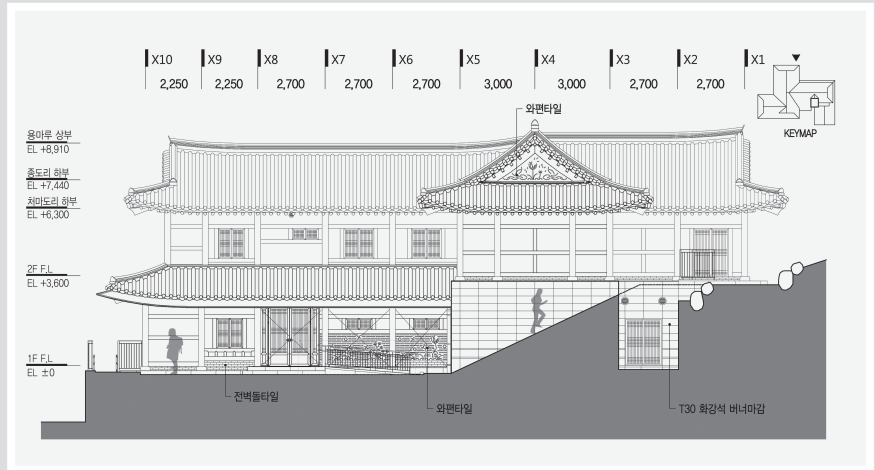 X10 X9 X8 X7 X6 X5 X4 X3 X2 X1
2,250 2,250 2,700 2,700 2,700 3,000 3,000 2,700 2,700
와편타일
KEYMAP
용마루 상부
EL +8,910
종도리 하부
EL +7,440
처마도리 하부
EL +6,300
2F F.L
EL +3,600
1F F.L
EL ±0
전벽돌타일
와편타일
T30 화강석 버너마감